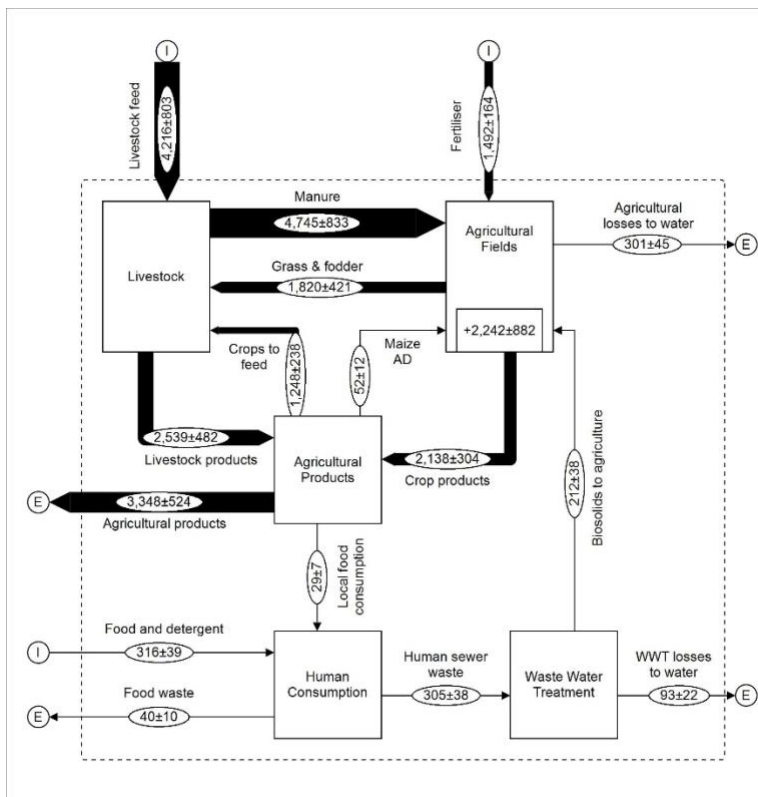 I
I
Livestock feed
4,216±803
Fertiliser
1,492±164
Manure
4,745±833
Agricultural
losses to water
301±45
E
Livestock
Agricultural
Fields
Grass & fodder
1,820±421
+2,242±882
Crops to
feed
1,248±238
52±12
Maize
AD
2,539±482
Livestock products
Agricultural
Products
2,138±304
Crop products
212±38
Biosolids to agriculture
E
3,348±524
Agricultural products
29±7
Local food
consumption
Food and detergent
I
316±39
Human
Consumption
Human sewer
waste
305±38
Waste Water
Treatment
WWT losses
to water
93±22
E
Food waste
E
40±10